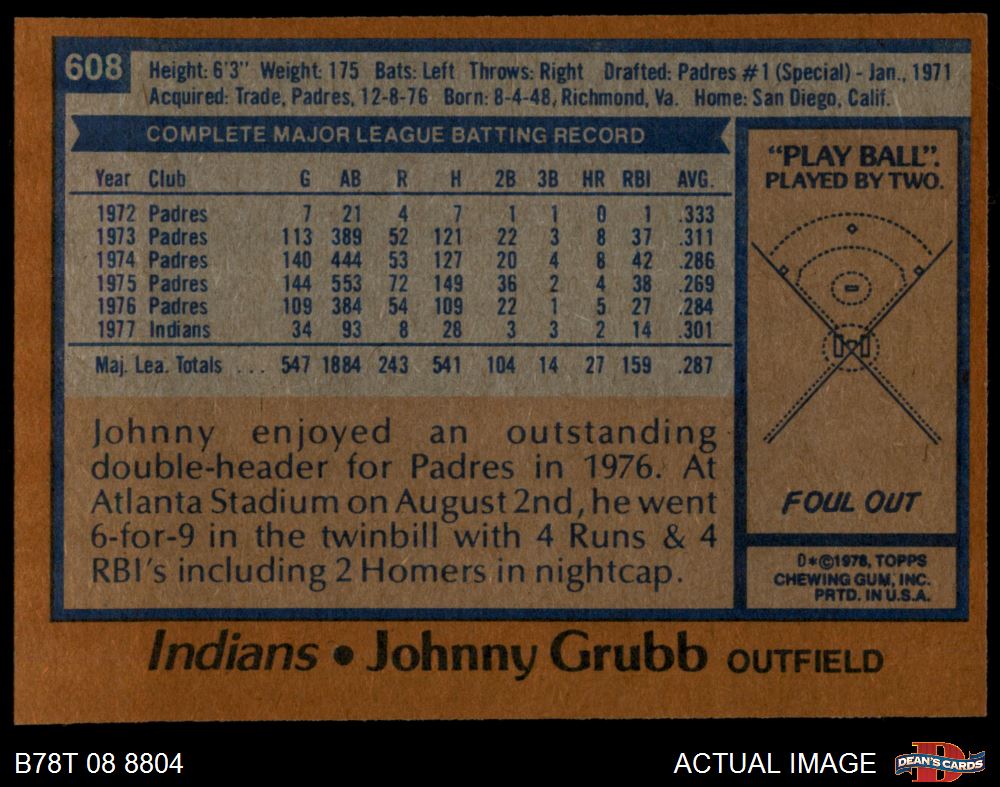 608
Height: 6'3" Weight: 175 Bats: Left Throws: Right Drafted: Padres #1 (Special) - Jan., 1971
Acquired: Trade, Padres, 12-8-76 Born: 8-4-48, Richmond, Va. Home: San Diego, Calif.
COMPLETE MAJOR LEAGUE BATTING RECORD
Year Club G AB R H 2B 3B HR RBI AVG.
1972 Padres 7 21 4 7 1 1 0 1 .333
1973 Padres 113 389 52 121 22 3 8 37 .311
1974 Padres 140 444 53 127 20 4 8 42 .286
1975 Padres 144 553 72 149 36 2 4 38 .269
1976 Padres 109 384 54 109 22 1 5 27 .284
1977 Indians 34 93 8 28 3 3 2 14 .301
Maj. Lea. Totals ... 547 1884 243 541 104 14 27 159 .287
Johnny enjoyed an outstanding
double-header for Padres in 1976. At
Atlanta Stadium on August 2nd, he went
6-for-9 in the twinbill with 4 Runs & 4
RBI's including 2 Homers in nightcap.
"PLAY BALL".
PLAYED BY TWO.
FOUL OUT
D*©1978, TOPPS
CHEWING GUM, INC.
PRTD. IN U.S.A.
Indians • Johnny Grubb OUTFIELD
B78T 08 8804
ACTUAL IMAGE
D
DEAN'S CARDS